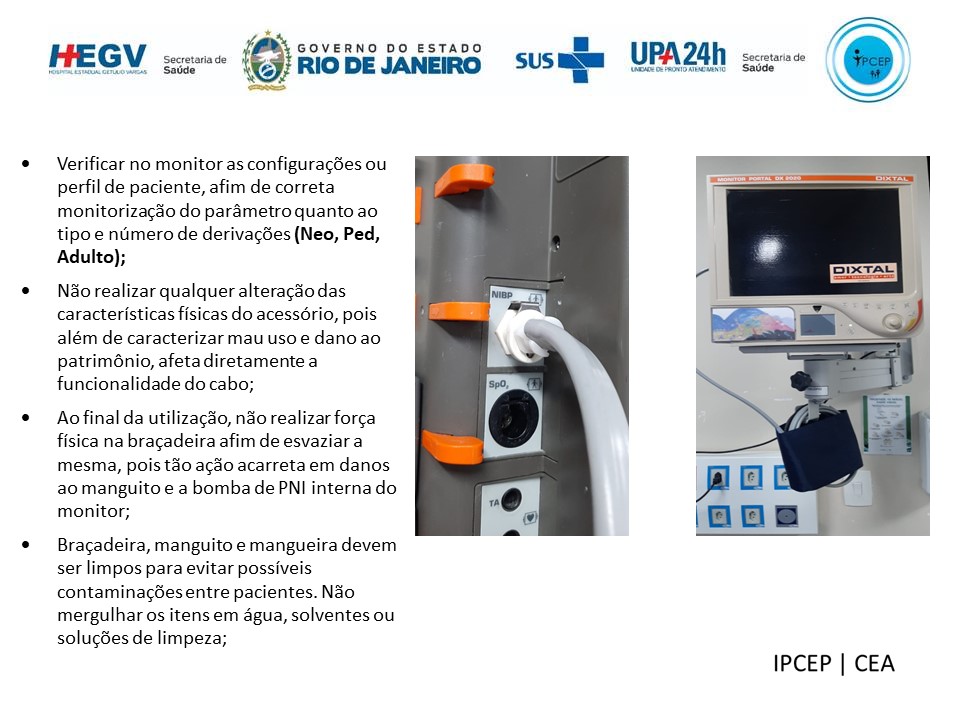 HEGV
HOSPITAL ESTADUAL GETÚLIO VARGAS
Secretaria de
Saúde
GOVERNO DO ESTADO
RIO DE JANEIRO
SUS
UPA24h
UNIDADE DE PRONTO ATENDIMENTO
Secretaria de
Saúde
IPCEP
• Verificar no monitor as configurações ou
perfil de paciente, afim de correta
monitorização do parâmetro quanto ao
tipo e número de derivações (Neo, Ped,
Adulto);
• Não realizar qualquer alteração das
características físicas do acessório, pois
além de caracterizar mau uso e dano ao
patrimônio, afeta diretamente a
funcionalidade do cabo;
• Ao final da utilização, não realizar força
física na braçadeira afim de esvaziar a
mesma, pois tão ação acarreta em danos
ao manguito e a bomba de PNI interna do
monitor;
• Braçadeira, manguito e mangueira devem
ser limpos para evitar possíveis
contaminações entre pacientes. Não
mergulhar os itens em água, solventes ou
soluções de limpeza;
NIBP
SpO₂
TA
MONITOR PORTAL DX 2020
DIXTAL
DIXTAL
IPCEP | CEA